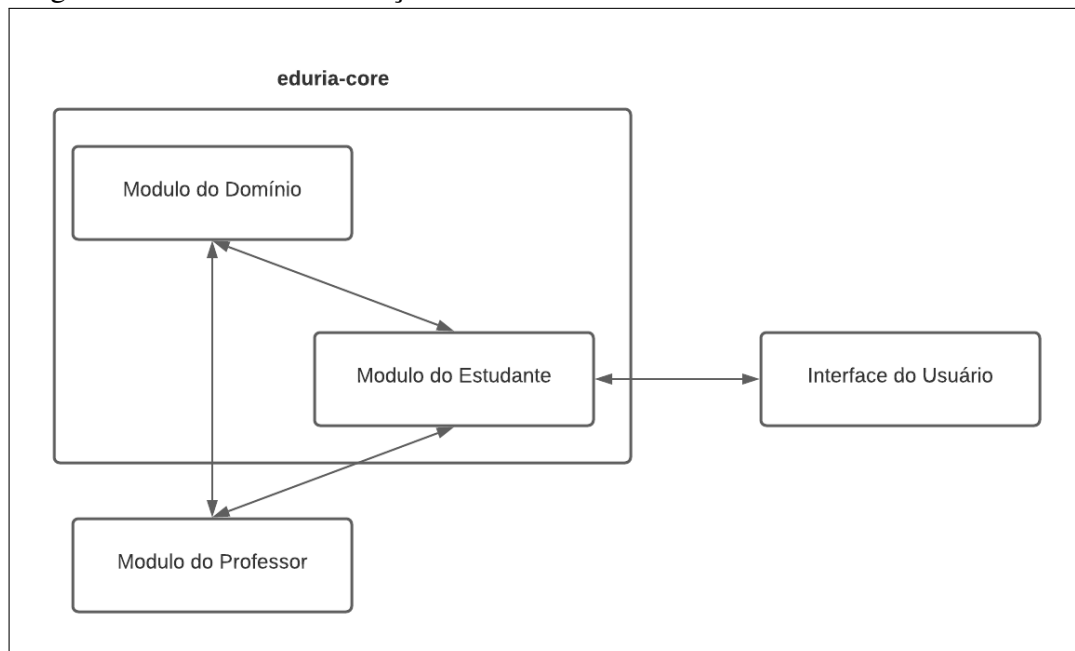 eduria-core
Modulo do Domínio
Modulo do Estudante
Interface do Usuário
Modulo do Professor